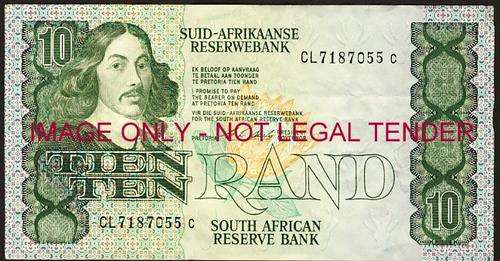 10
SUID-AFRIKAANSE
RESERWEBANK
CL7187055 C
EK BELOOF OP AANVRAAG
TE BETAAL AAN TOONDER
TE PRETORIA TIEN RAND
I PROMISE TO PAY
THE BEARER ON DEMAND
AT PRETORIA TEN RAND
VIR DIE SUID-AFRIKAANSE RESERWEBANK
FOR THE SOUTH AFRICAN RESERVE BANK
IMAGE ONLY - NOT LEGAL TENDER
PRETORIA
TIEN
TEN
RAND
CL7187055 C
SOUTH AFRICAN
RESERVE BANK
10